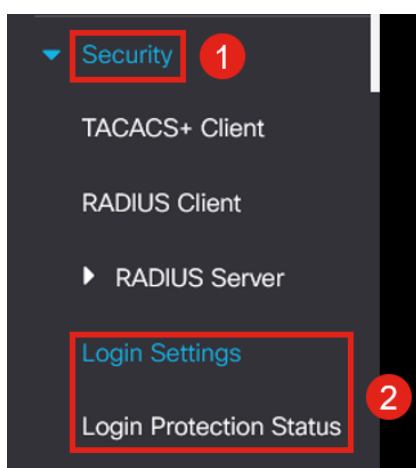 Security 1
TACACS+ Client
RADIUS Client
RADIUS Server
Login Settings
2
Login Protection Status